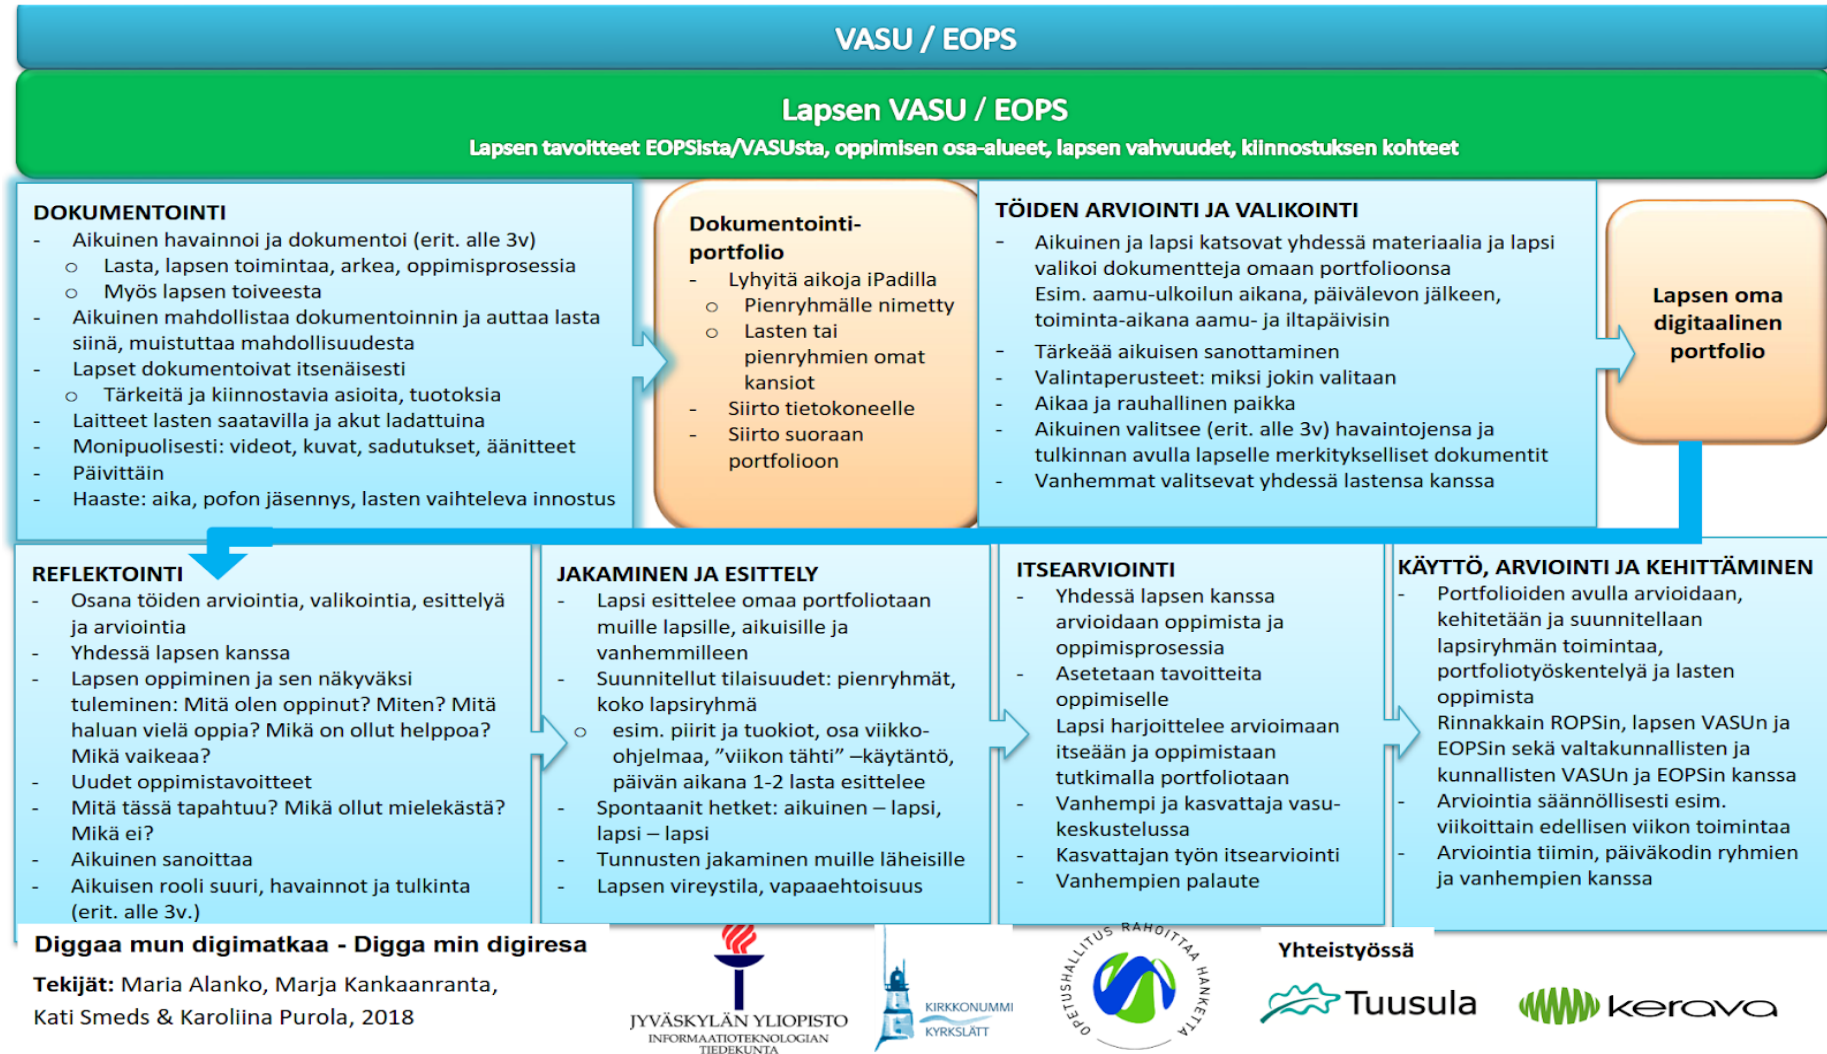 VASU / EOPS
Lapsen VASU / EOPS
Lapsen tavoitteet EOPSista/VASUsta, oppimisen osa-alueet, lapsen vahvuudet, kiinnostuksen kohteet
DOKUMENTOINTI
- Aikuinen havainnoi ja dokumentoi (erit. alle 3v)
o Lasta, lapsen toimintaa, arkea, oppimisprosessia
o Myös lapsen toiveesta
- Aikuinen mahdollistaa dokumentoinnin ja auttaa lasta
siinä, muistuttaa mahdollisuudesta
- Lapset dokumentoivat itsenäisesti
o Tärkeitä ja kiinnostavia asioita, tuotoksia
- Laitteet lasten saatavilla ja akut ladattuina
- Monipuolisesti: videot, kuvat, sadutukset, äänitteet
- Päivittäin
- Haaste: aika, pofon jäsennys, lasten vaihteleva innostus
Dokumentointi-
portfolio
- Lyhyitä aikoja iPadilla
o Pienryhmälle nimetty
o Lasten tai
pienryhmien omat
kansiot
- Siirto tietokoneelle
- Siirto suoraan
portfolioon
TÖIDEN ARVIOINTI JA VALIKOINTI
- Aikuinen ja lapsi katsovat yhdessä materiaalia ja lapsi
valikoi dokumentteja omaan portfolioonsa
Esim. aamu-ulkoilun aikana, päivälevon jälkeen,
toiminta-aikana aamu- ja iltapäivisin
- Tärkeää aikuisen sanottaminen
- Valintaperusteet: miksi jokin valitaan
- Aikaa ja rauhallinen paikka
- Aikuinen valitsee (erit. alle 3v) havaintojensa ja
tulkinnan avulla lapselle merkitykselliset dokumentit
- Vanhemmat valitsevat yhdessä lastensa kanssa
Lapsen oma
digitaalinen
portfolio
REFLEKTOINTI
- Osana töiden arviointia, valikointia, esittelyä
ja arviointia
- Yhdessä lapsen kanssa
- Lapsen oppiminen ja sen näkyväksi
tuleminen: Mitä olen oppinut? Miten? Mitä
haluan vielä oppia? Mikä on ollut helppoa?
Mikä vaikeaa?
- Uudet oppimistavoitteet
- Mitä tässä tapahtuu? Mikä ollut mielekästä?
Mikä ei?
- Aikuinen sanoittaa
- Aikuisen rooli suuri, havainnot ja tulkinta
(erit. alle 3v.)
JAKAMINEN JA ESITTELY
- Lapsi esittelee omaa portfoliotaan
muille lapsille, aikuisille ja
vanhemmilleen
- Suunnitellut tilaisuudet: pienryhmät,
koko lapsiryhmä
o esim. piirit ja tuokiot, osa viikko-
ohjelmaa, ”viikon tähti” –käytäntö,
päivän aikana 1-2 lasta esittelee
- Spontaanit hetket: aikuinen – lapsi,
lapsi – lapsi
- Tunnusten jakaminen muille läheisille
- Lapsen vireystila, vapaaehtoisuus
ITSEARVIOINTI
- Yhdessä lapsen kanssa
arvioidaan oppimista ja
oppimisprosessia
- Asetetaan tavoitteita
oppimiselle
- Lapsi harjoittelee arvioimaan
itseään ja oppimistaan
tutkimalla portfoliotaan
- Vanhempi ja kasvattaja vasu-
keskustelussa
- Kasvattajan työn itsearviointi
- Vanhempien palaute
KÄYTTÖ, ARVIOINTI JA KEHITTÄMINEN
- Portfolioiden avulla arvioidaan,
kehitetään ja suunnitellaan
lapsiryhmän toimintaa,
portfoliotyöskentelyä ja lasten
oppimista
- Rinnakkain ROPSin, lapsen VASUn ja
EOPSin sekä valtakunnallisten ja
kunnallisten VASUn ja EOPSin kanssa
- Arviointia säännöllisesti esim.
viikoittain edellisen viikon toimintaa
- Arviointia tiimin, päiväkodin ryhmien
ja vanhempien kanssa
Diggaa mun digimatkaa - Digga min digiresa
Tekijät: Maria Alanko, Marja Kankaanranta,
Kati Smeds & Karoliina Purola, 2018
JYVÄSKYLÄN YLIOPISTO
INFORMAATIOTEKNOLOGIAN
TIEDEKUNTA
KIRKKONUMMI
KYRKSLÄTT
OPETUSHALLITUS RAHOITTAA HANKETTA
Yhteistyössä
Tuusula
kerava